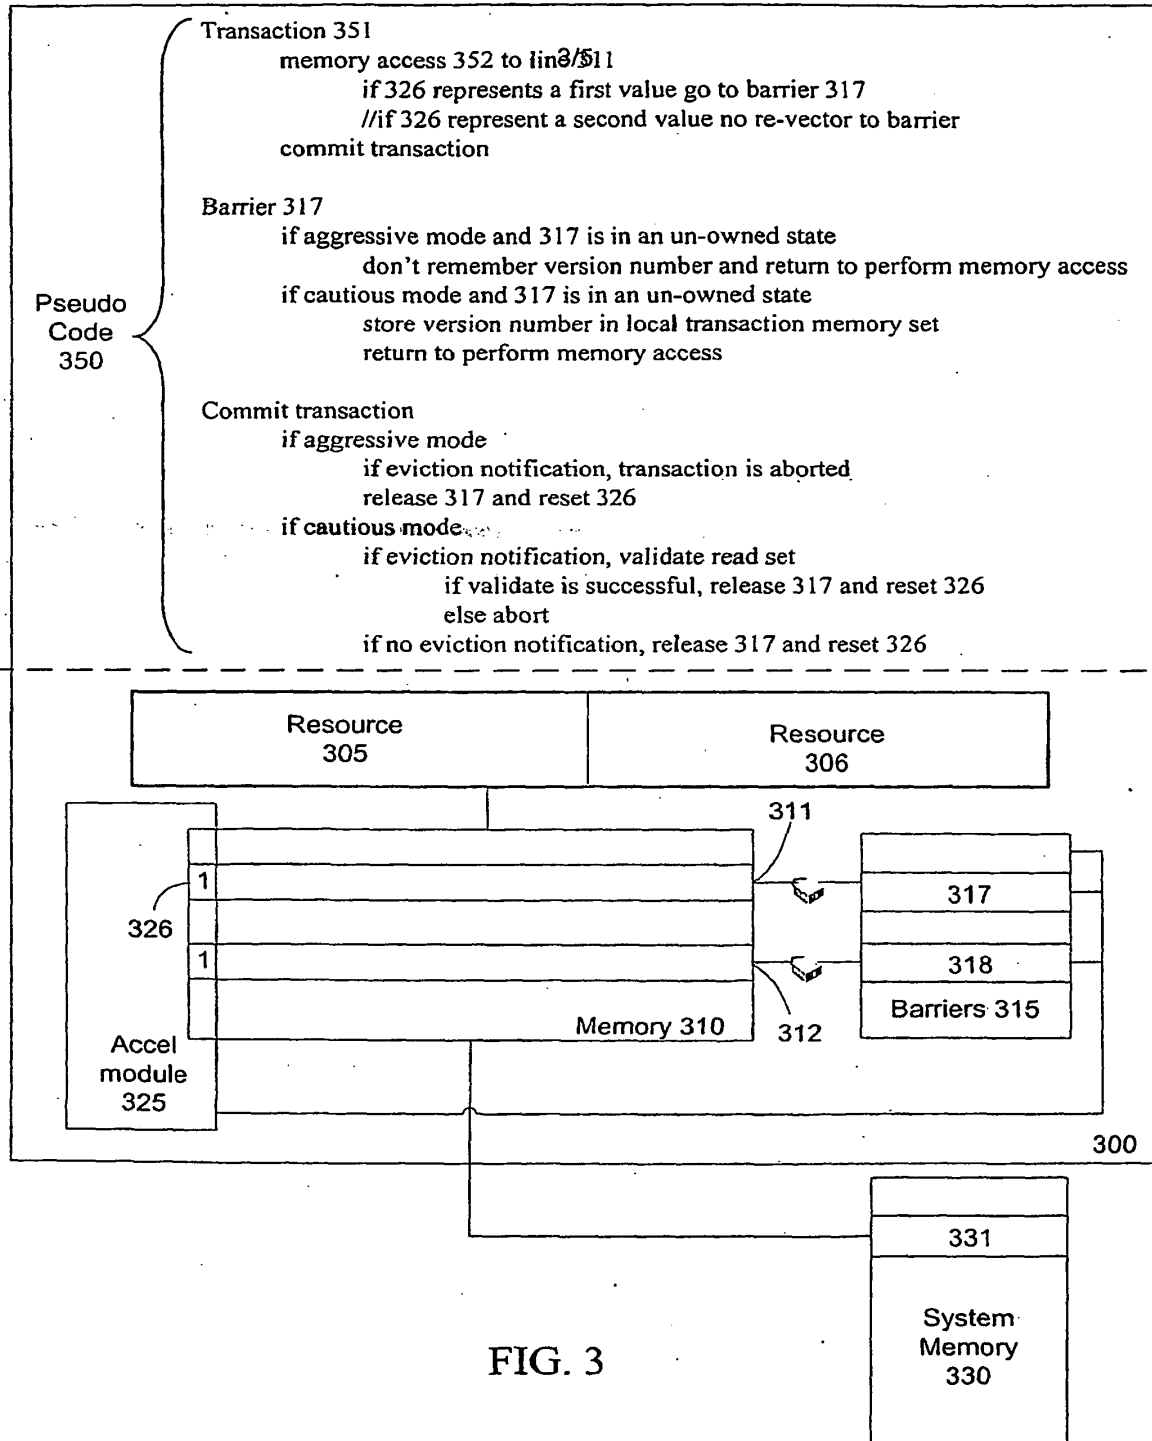 Transaction 351
memory access 352 to
if 326 represents a first value go to barrier 317
//if 326 represent a second value no re-vector to barrier
commit transaction
Barrier 317
if aggressive mode and 317 is in an un-owned state
don't remember version number and return to perform memory access
if cautious mode and 317 is in an un-owned state
store version number in local transaction memory set
return to perform memory access
Pseudo
Code
350
Commit transaction
if aggressive mode
if eviction notification, transaction is aborted
release 317 and reset 326
if cautious mode
if eviction notification, validate read set
if validate is successful, release 317 and reset 326
else abort
if no eviction notification, release 317 and reset 326
Resource
305
Resource
306
311
1
317
326
1
318
Memory 310
312
Barriers 315
Accel
module
325
300
331
System
Memory
330
FIG. 3